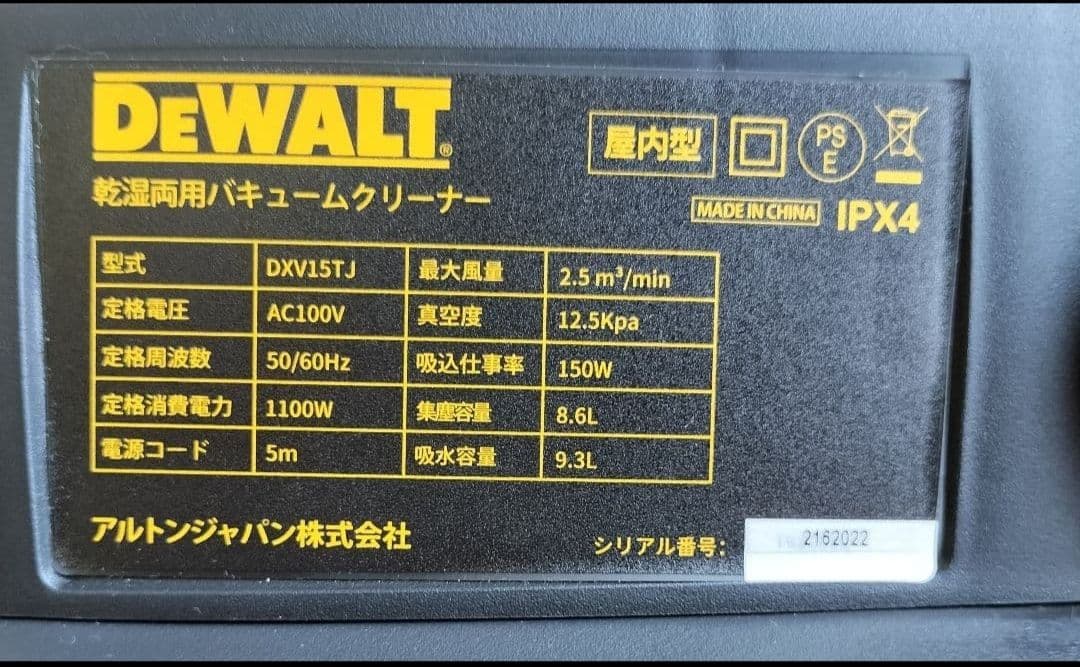 DEWALT®
屋内型 PS E
乾湿両用バキュームクリーナー
MADE IN CHINA IPX4
型式 DXV15TJ 最大風量 2.5 m³/min
定格電圧 AC100V 真空度 12.5Kpa
定格周波数 50/60Hz 吸込仕事率 150W
定格消費電力 1100W 集塵容量 8.6L
電源コード 5m 吸水容量 9.3L
アルトンジャパン株式会社
シリアル番号: 2162022